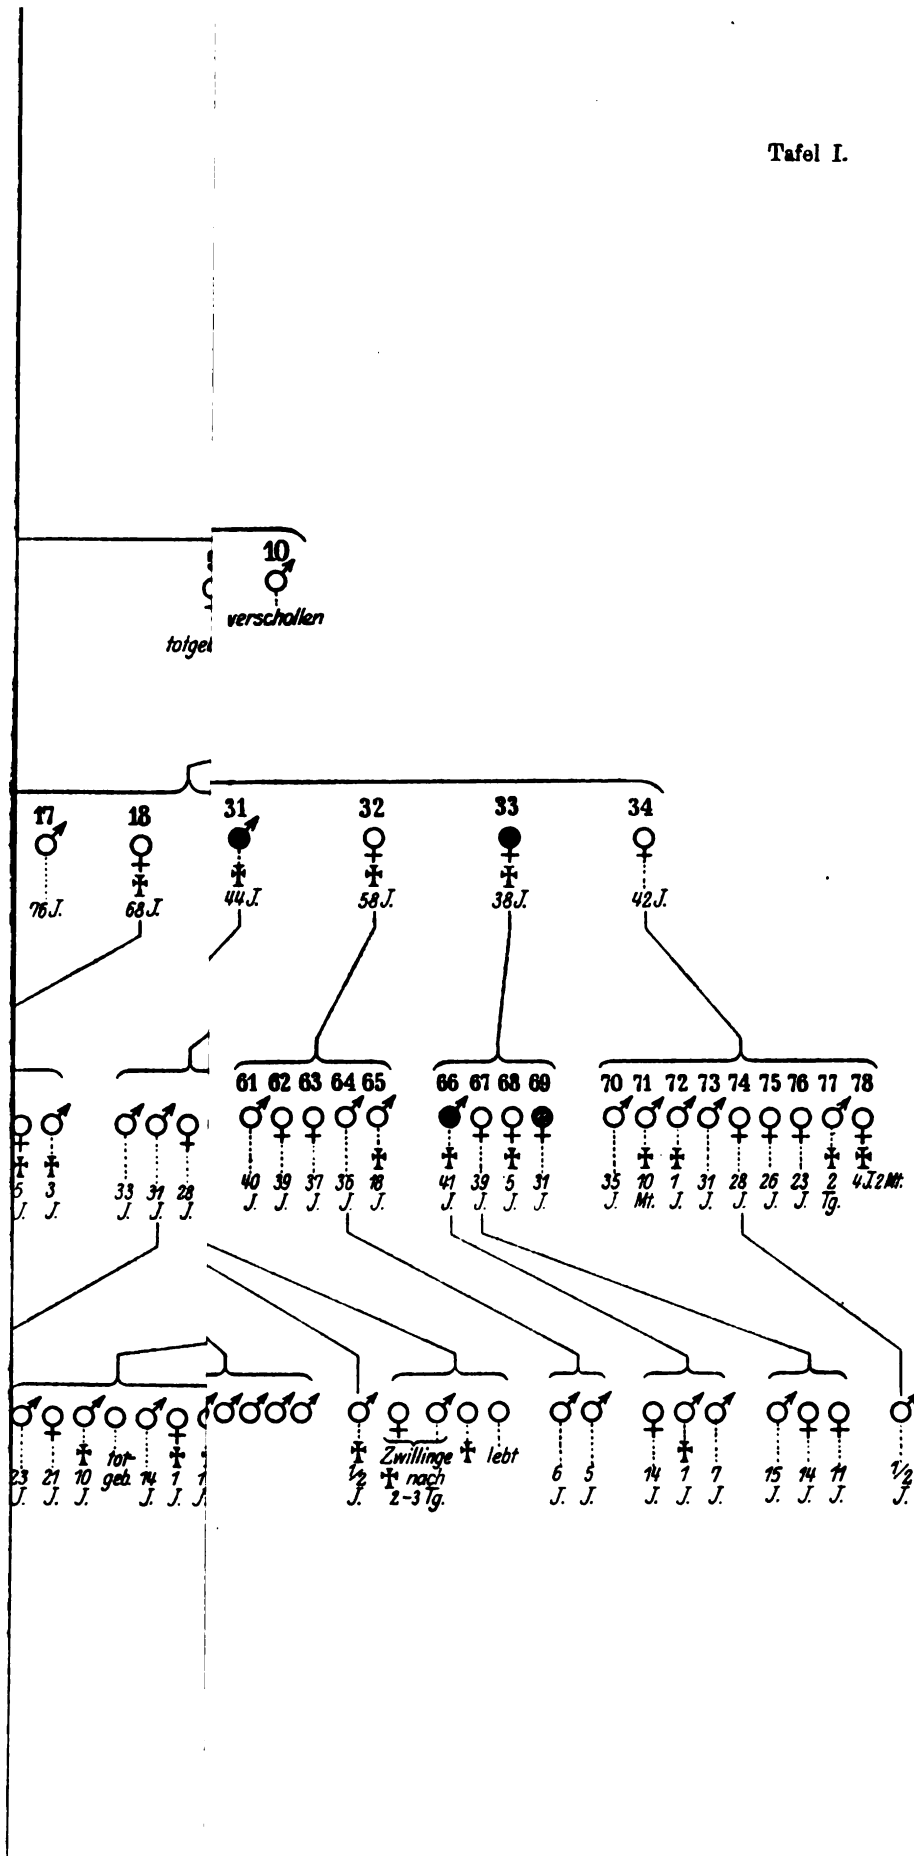 Tafel I.
10
verschollen
totgeb
17 18 31 32 33 34
76 J. 68 J. 44 J. 58 J. 38 J. 42 J.
61 62 63 64 65 66 67 68 69 70 71 72 73 74 75 76 77 78
5 3 33 31 28 40 39 37 36 18 41 39 5 31 35 10 1 31 28 26 23 2 4 J. 2 Mt.
J. J. J. J. J. J. J. J. J. J. J. J. J. J. J. Mt. J. J. J. J. J. Tg.
tot- Zwillinge lebt
23 21 10 geb. 14 1 1 1/2 nach 6 5 14 1 7 15 14 11 1/2
J. J. J. J. J. J. J. 2-3 Tg. J. J. J. J. J. J. J. J. J.